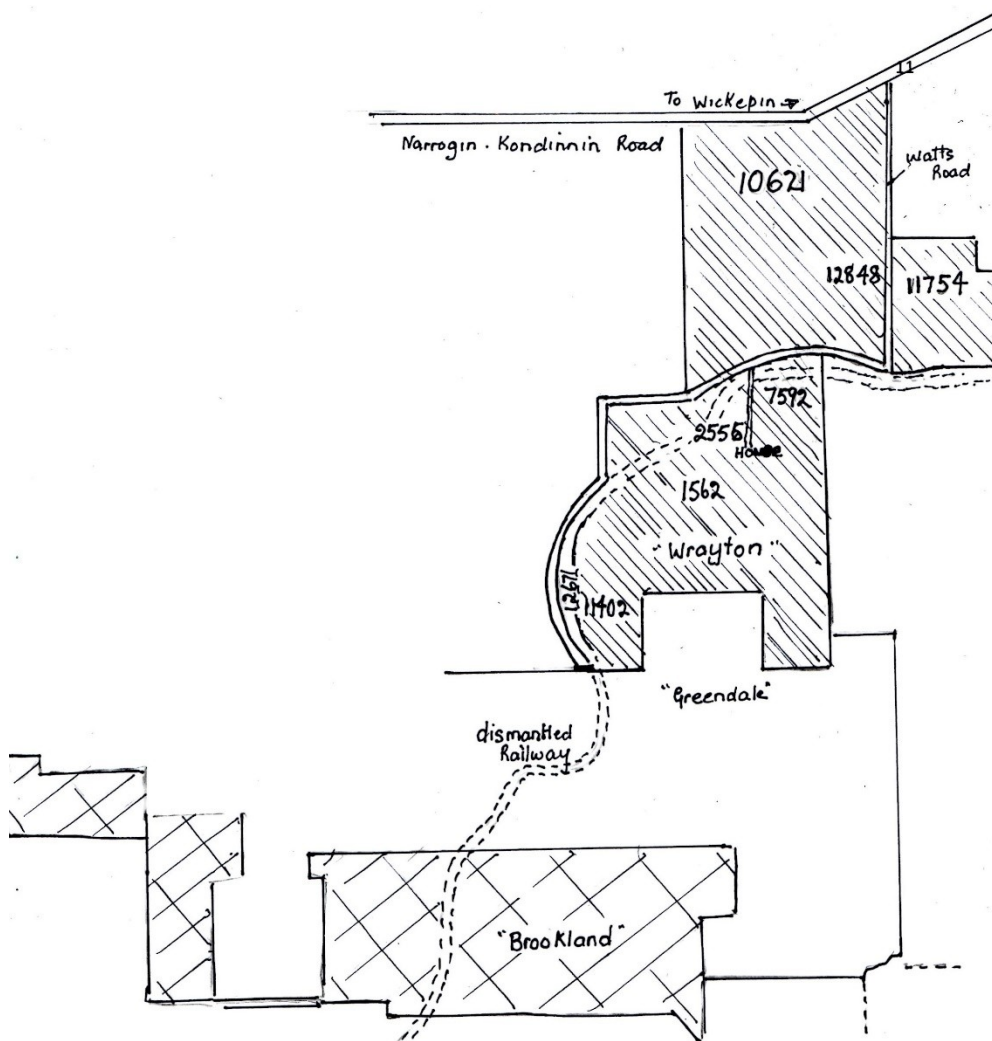 11
To Wickepin
Narrogin - Kondinnin Road
Watts
Road
10621
12848
11754
7592
2556
House
1562
"Wrayton"
12671
11402
"Greendale"
dismantled
Railway
"Brookland"